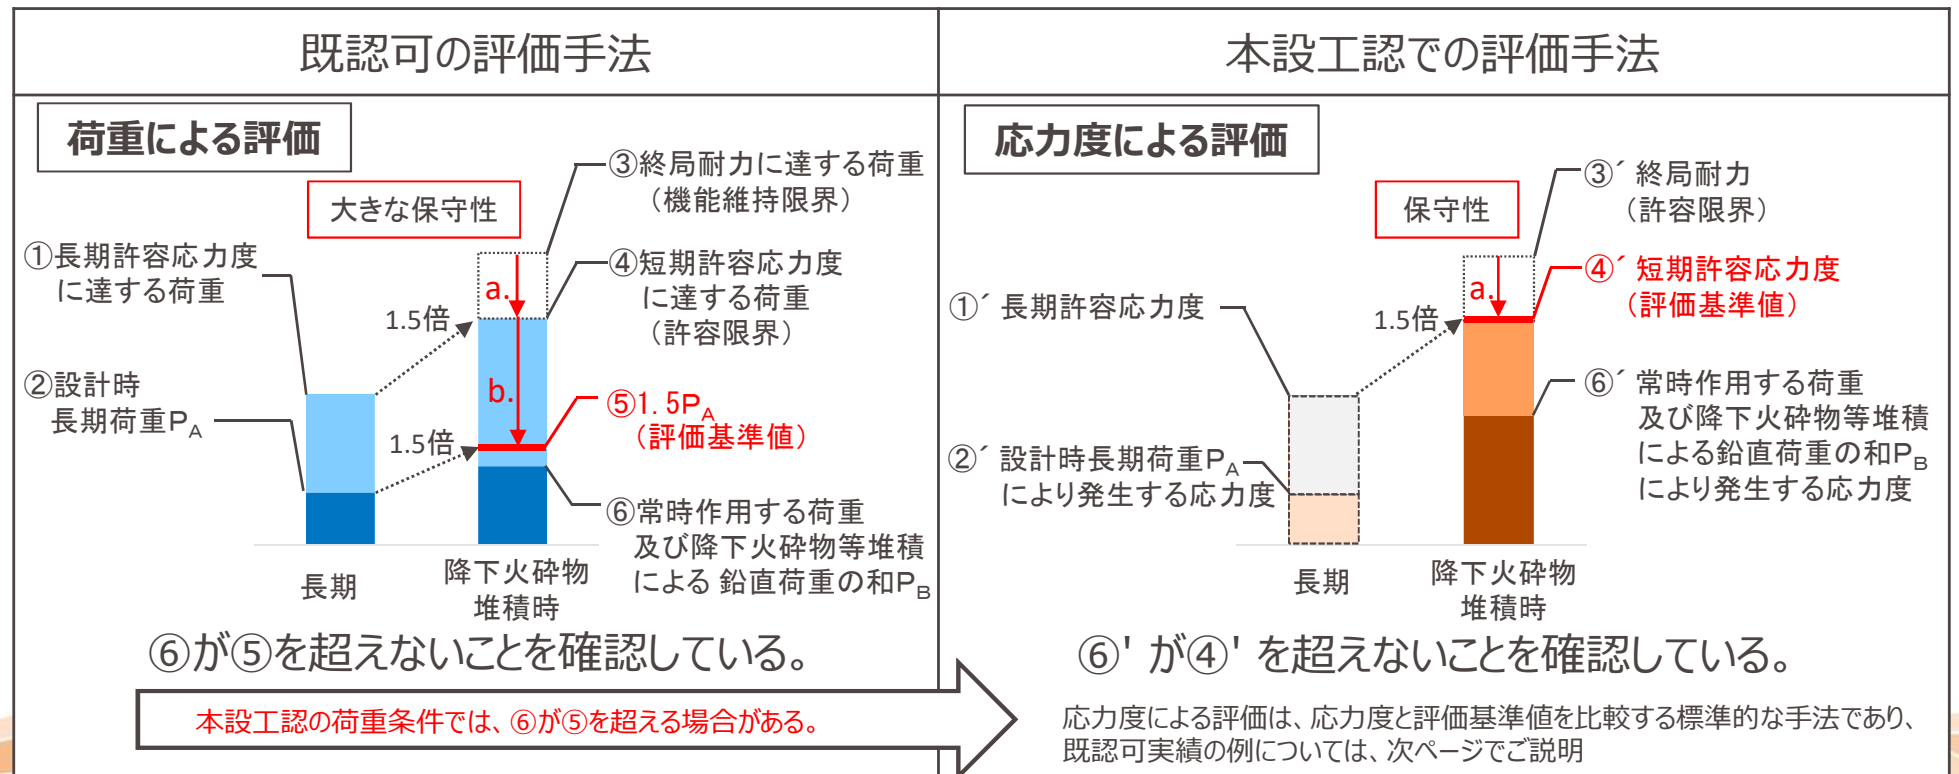 既認可の評価手法
本設工認での評価手法
荷重による評価
大きな保守性
①長期許容応力度
に達する荷重
②設計時
長期荷重PA
1.5倍
1.5倍
a.
b.
③終局耐力に達する荷重
（機能維持限界）
④短期許容応力度
に達する荷重
（許容限界）
⑤1.5PA
（評価基準値）
⑥常時作用する荷重
及び降下火砕物等堆積
による 鉛直荷重の和PB
長期
降下火砕物
堆積時
⑥が⑤を超えないことを確認している。
本設工認の荷重条件では、⑥が⑤を超える場合がある。
応力度による評価
保守性
①´ 長期許容応力度
②´ 設計時長期荷重PA
により発生する応力度
1.5倍
a.
③´ 終局耐力
（許容限界）
④´ 短期許容応力度
（評価基準値）
⑥´ 常時作用する荷重
及び降下火砕物等堆積
による鉛直荷重の和PB
により発生する応力度
長期
降下火砕物
堆積時
⑥' が④' を超えないことを確認している。
応力度による評価は、応力度と評価基準値を比較する標準的な手法であり、
既認可実績の例については、次ページでご説明